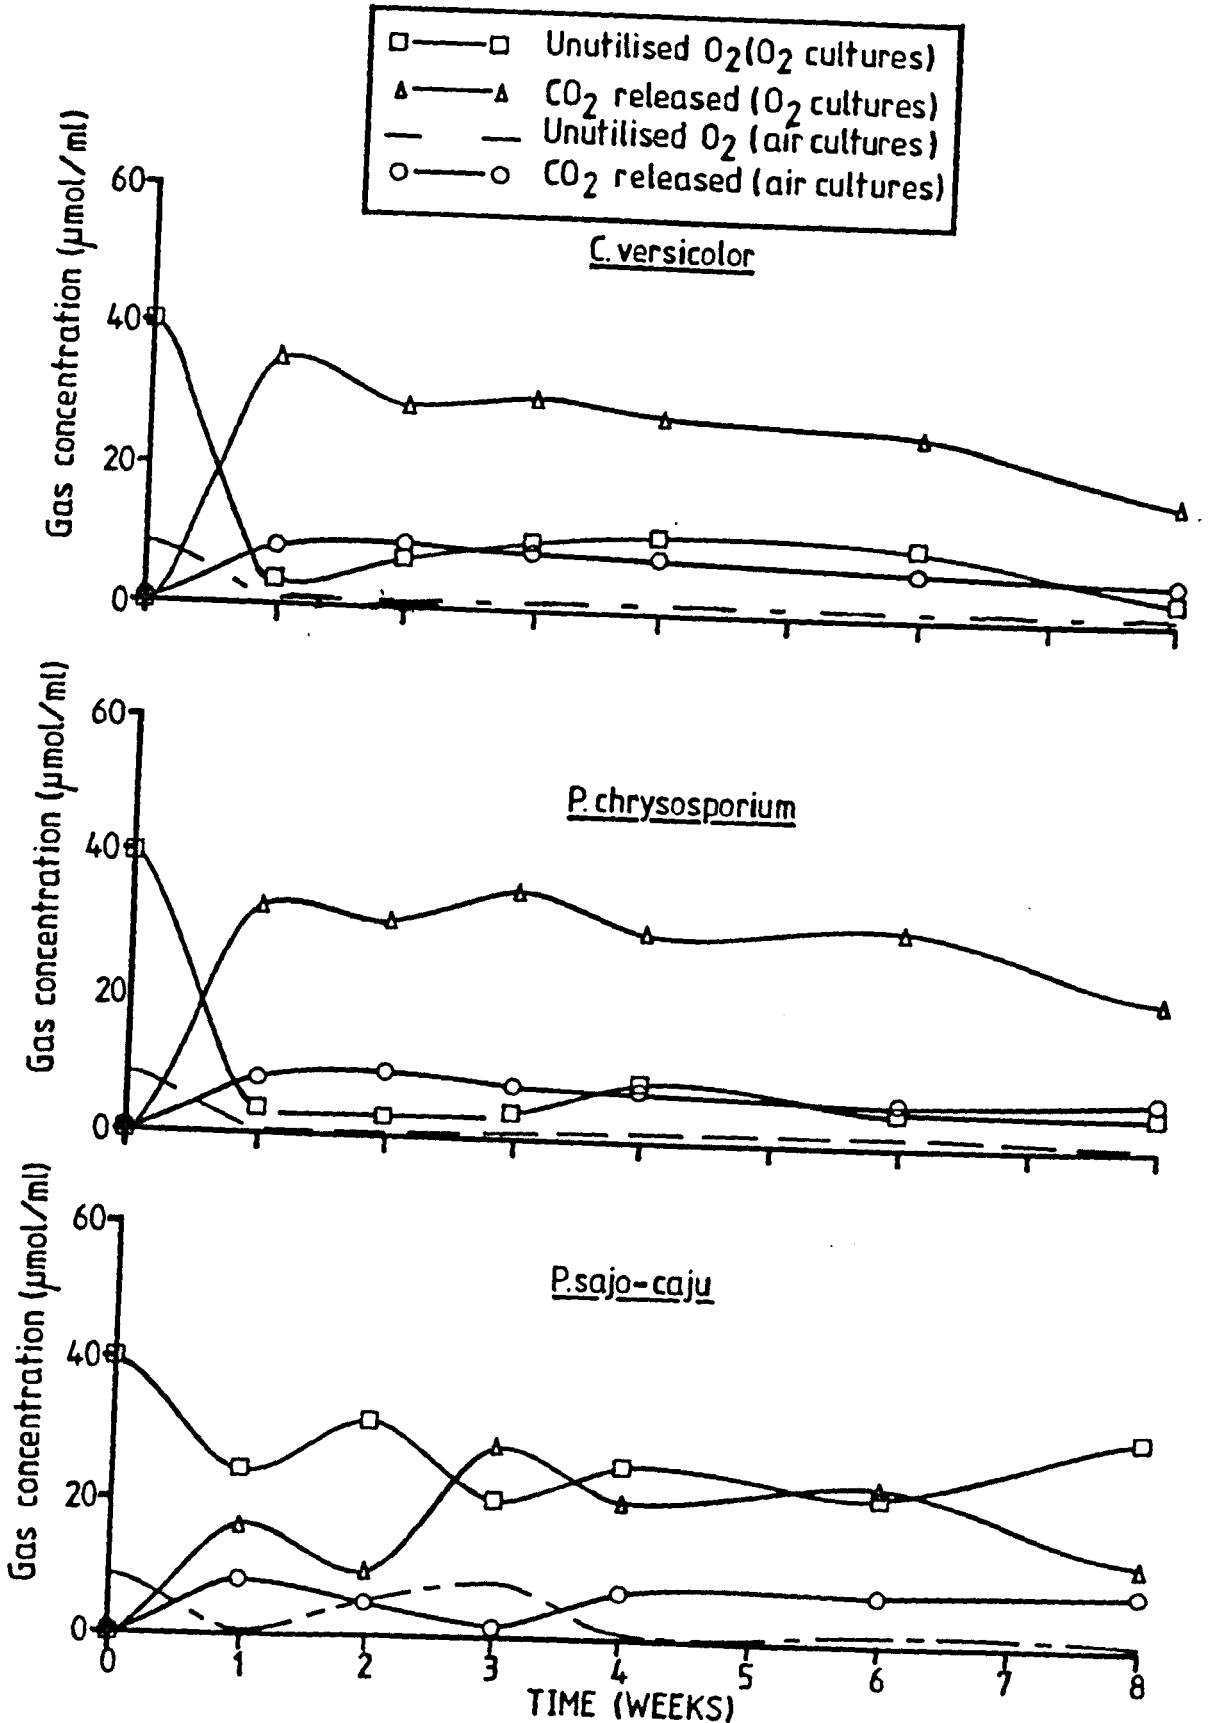 Unutilised O2(O2 cultures)
CO2 released (O2 cultures)
Unutilised O2 (air cultures)
CO2 released (air cultures)
C. versicolor
Gas concentration (µmol/ml)
60
40
20
0
P. chrysosporium
Gas concentration (µmol/ml)
60
40
20
0
P. sajo-caju
Gas concentration (µmol/ml)
60
40
20
0
0 1 2 3 4 5 6 7 8
TIME (WEEKS)